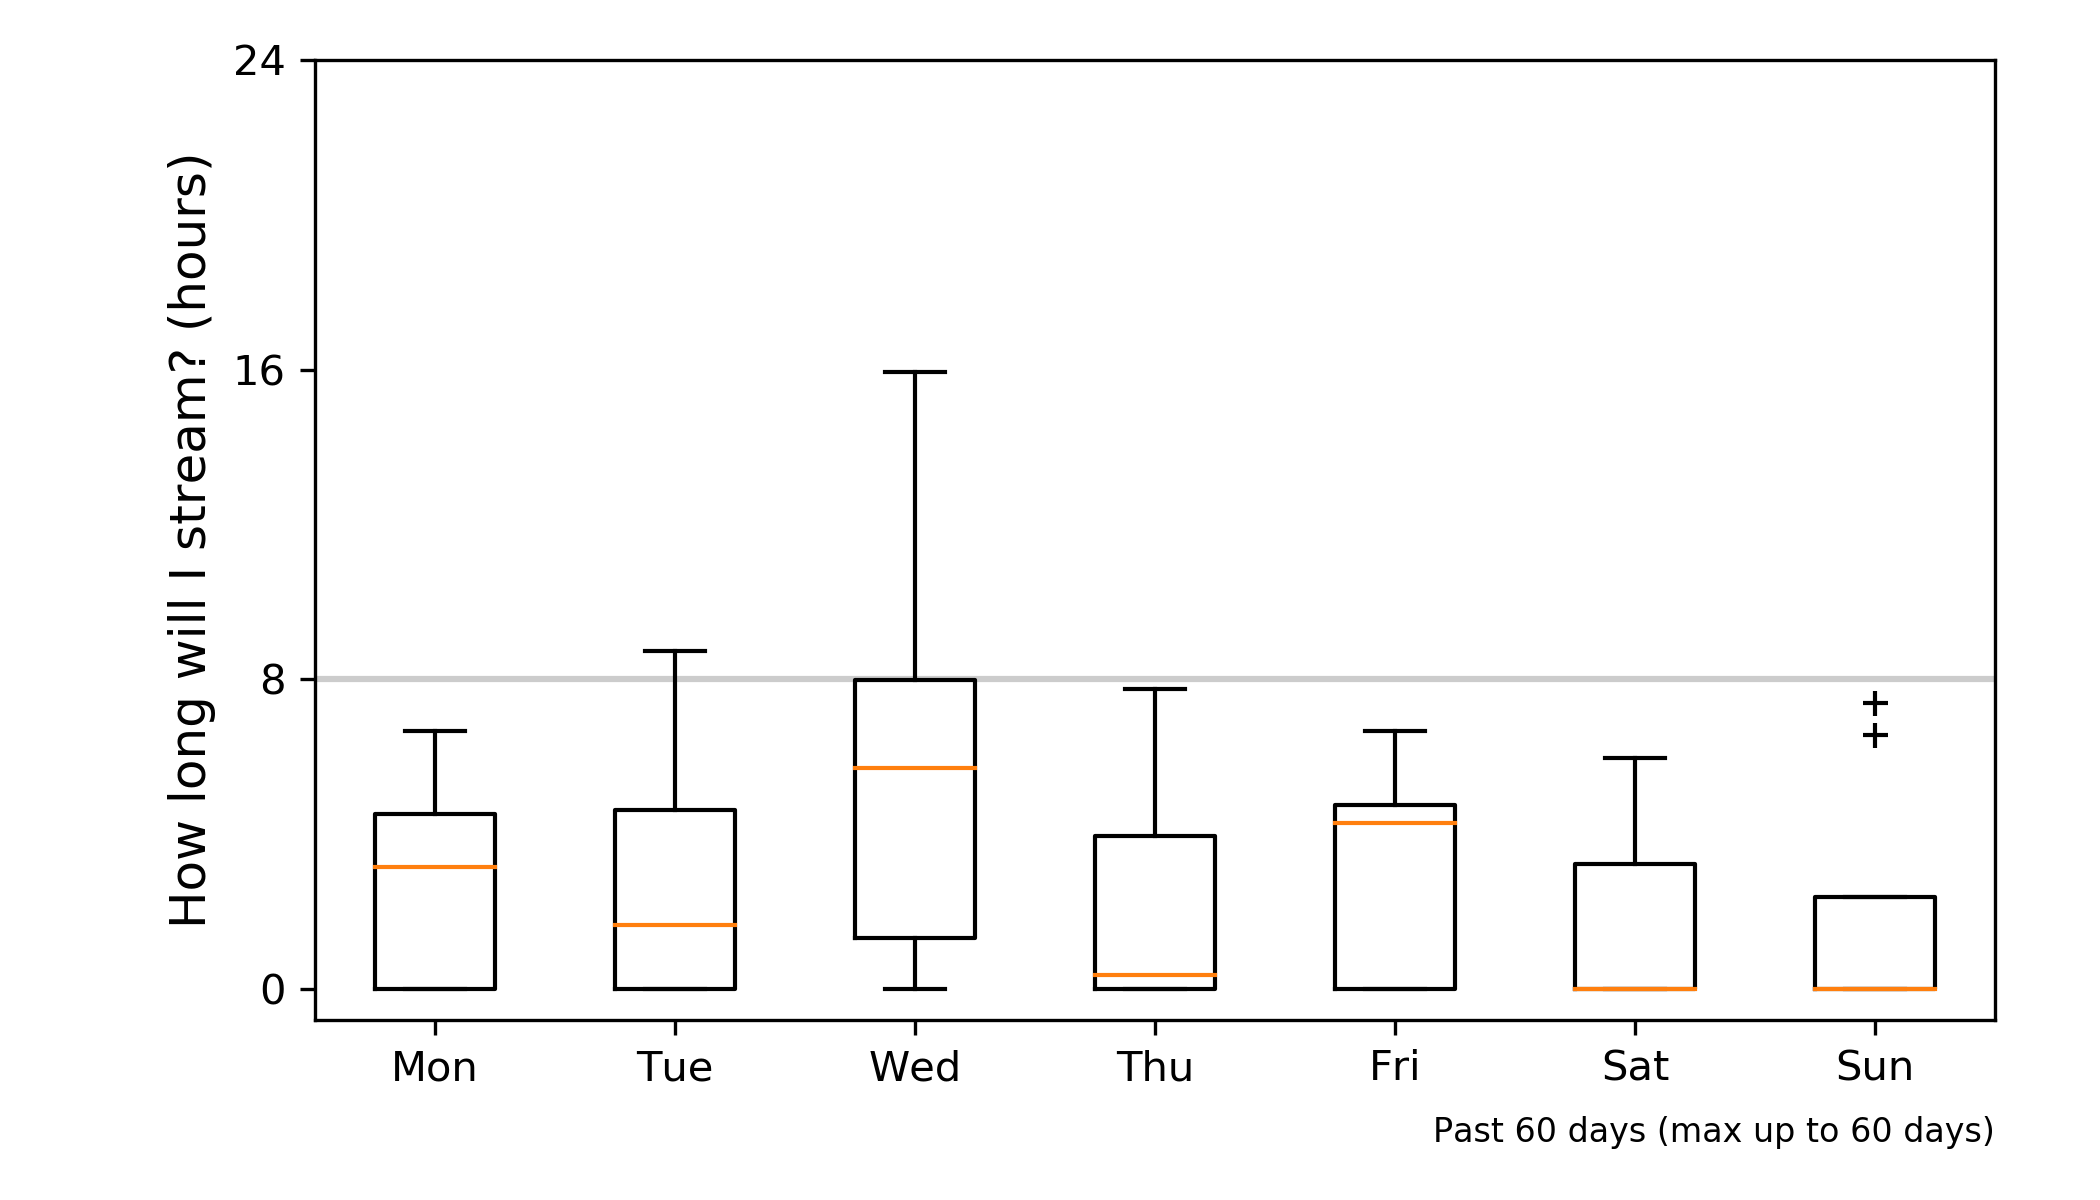 How long will I stream? (hours)
24
16
8
0
Mon Tue Wed Thu Fri Sat Sun
Past 60 days (max up to 60 days)